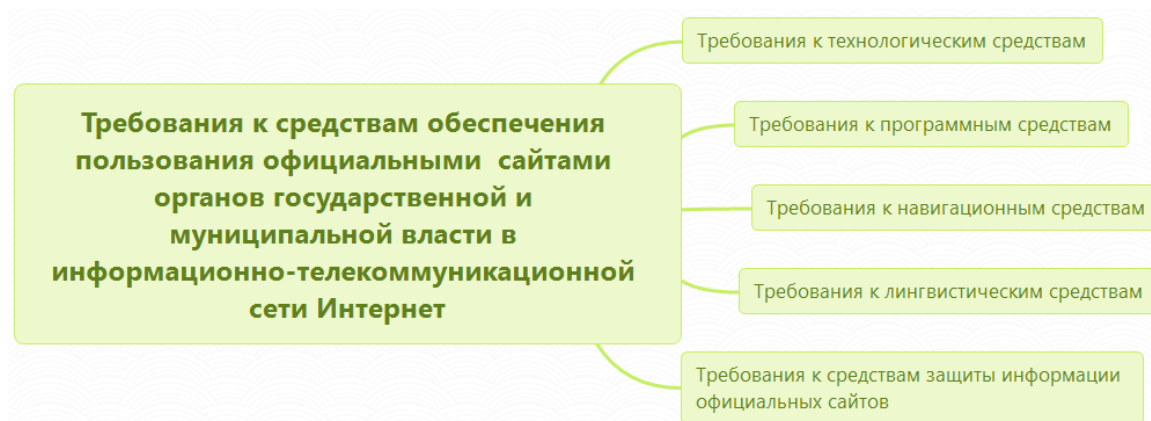 Требования к средствам обеспечения
пользования официальными сайтами
органов государственной и
муниципальной власти в
информационно-телекоммуникационной
сети Интернет
Требования к технологическим средствам
Требования к программным средствам
Требования к навигационным средствам
Требования к лингвистическим средствам
Требования к средствам защиты информации
официальных сайтов